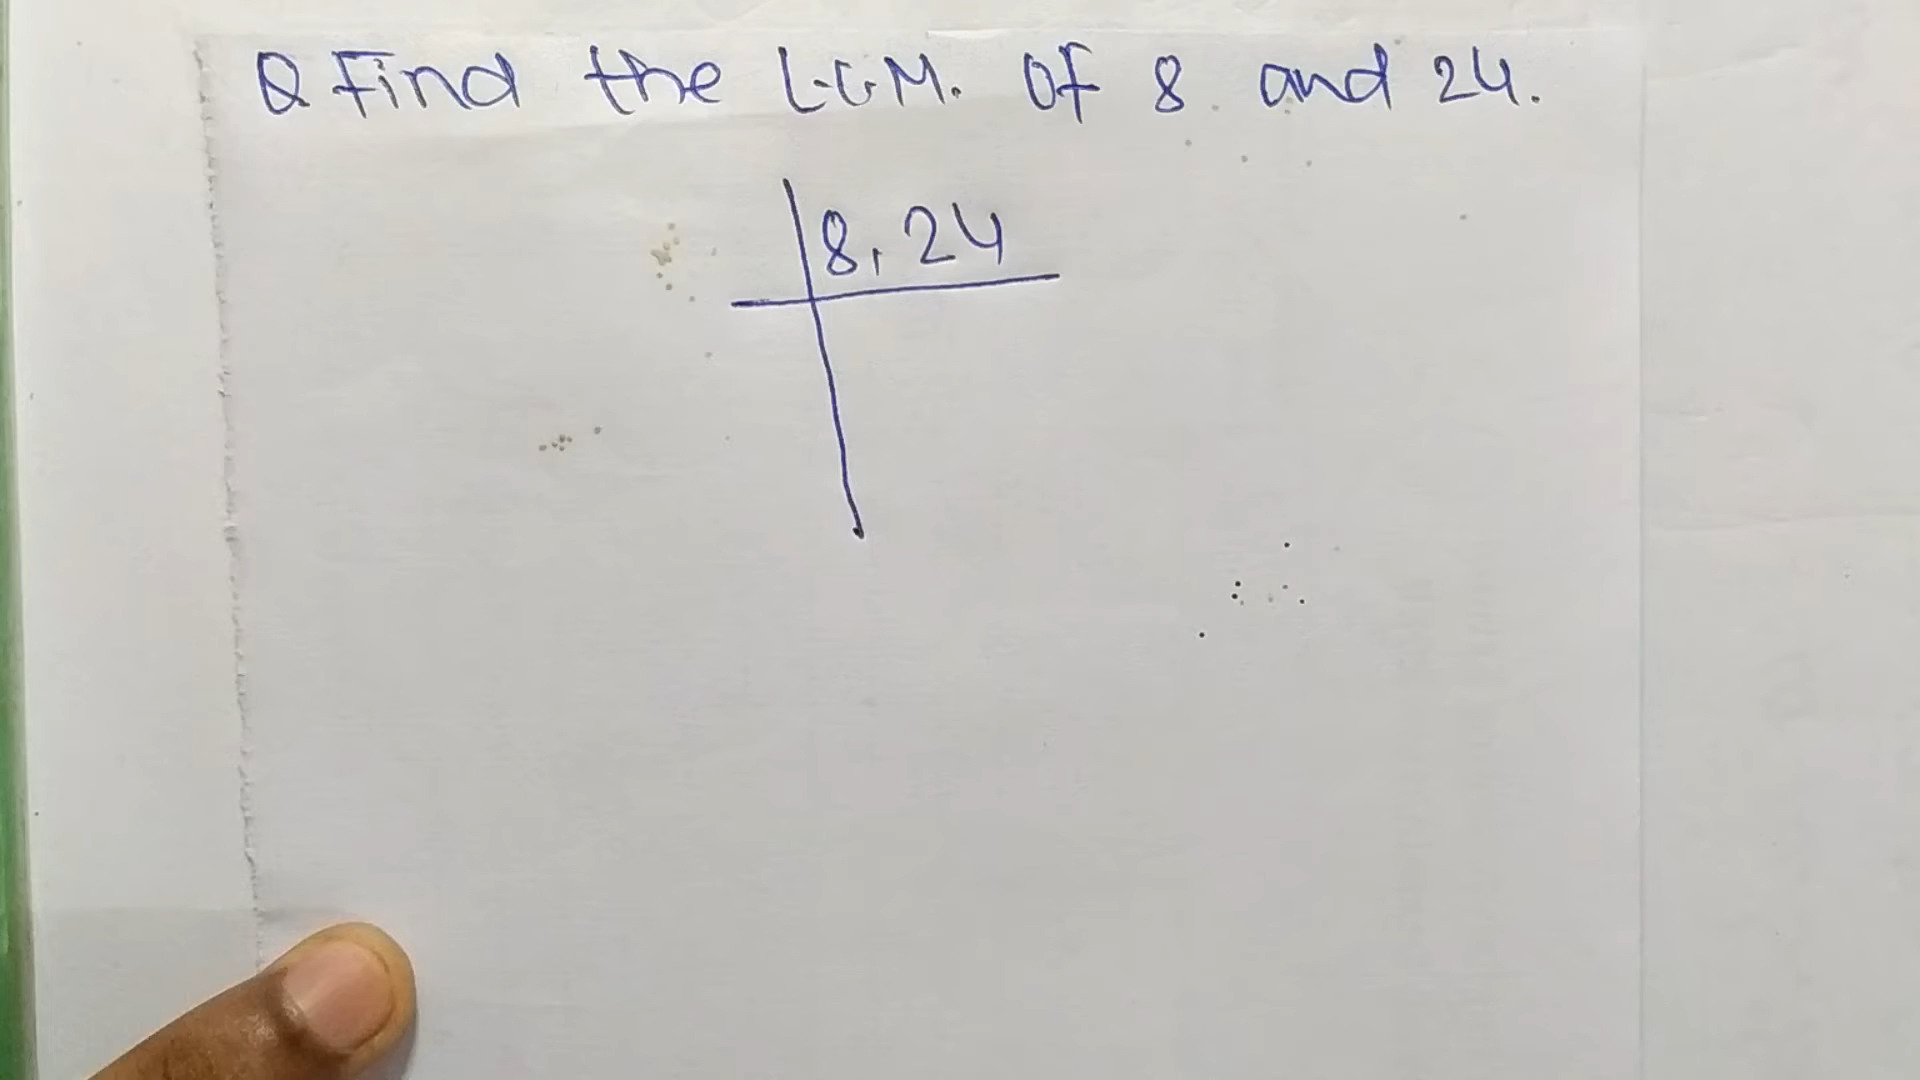 Q Find the L.C.M. Of 8 and 24.
8, 24